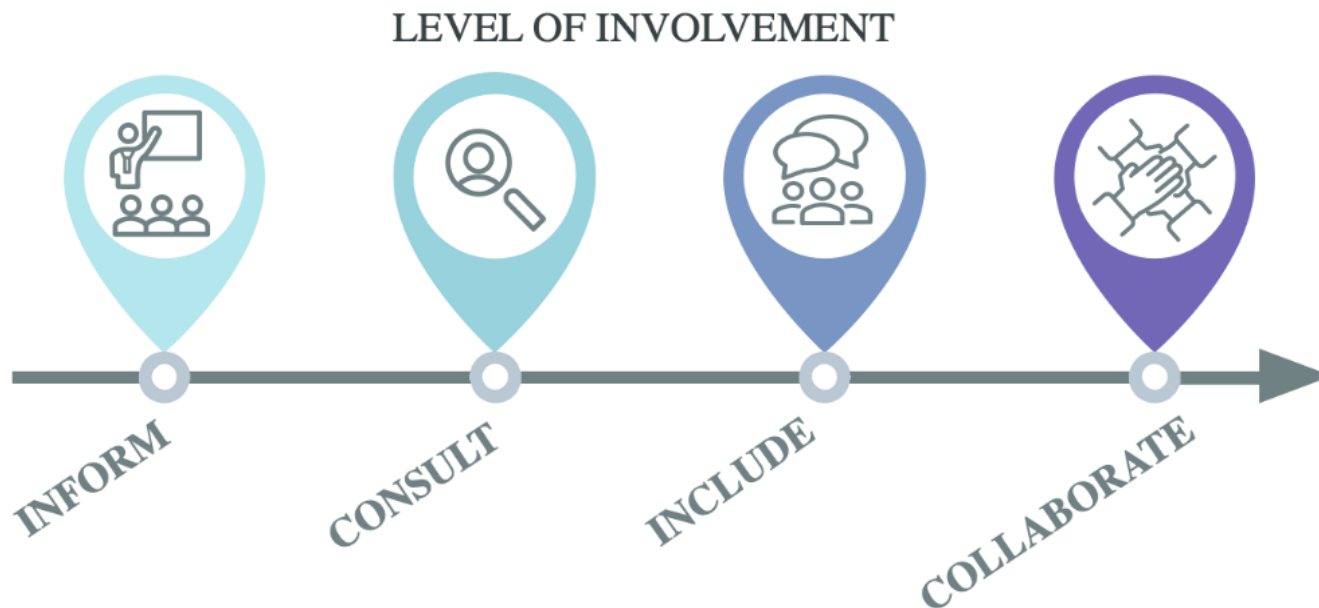 LEVEL OF INVOLVEMENT
INFORM
CONSULT
INCLUDE
COLLABORATE